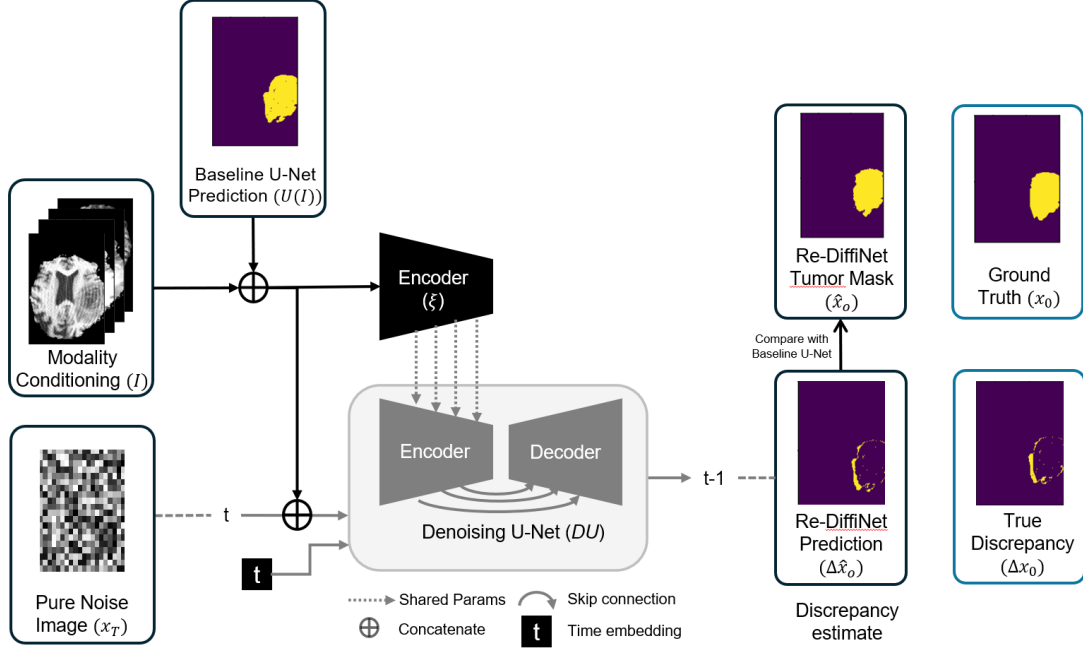 Baseline U-Net
Prediction (U(I))
Modality
Conditioning (I)
Encoder
(ξ)
Pure Noise
Image (x_T)
t
t
Encoder
Decoder
Denoising U-Net (DU)
t-1
Shared Params
Skip connection
Concatenate
t
Time embedding
Re-DiffiNet
Tumor Mask
(x̂_o)
Ground
Truth (x_0)
Compare with
Baseline U-Net
Re-DiffiNet
Prediction
(Δx̂_o)
True
Discrepancy
(Δx_0)
Discrepancy
estimate